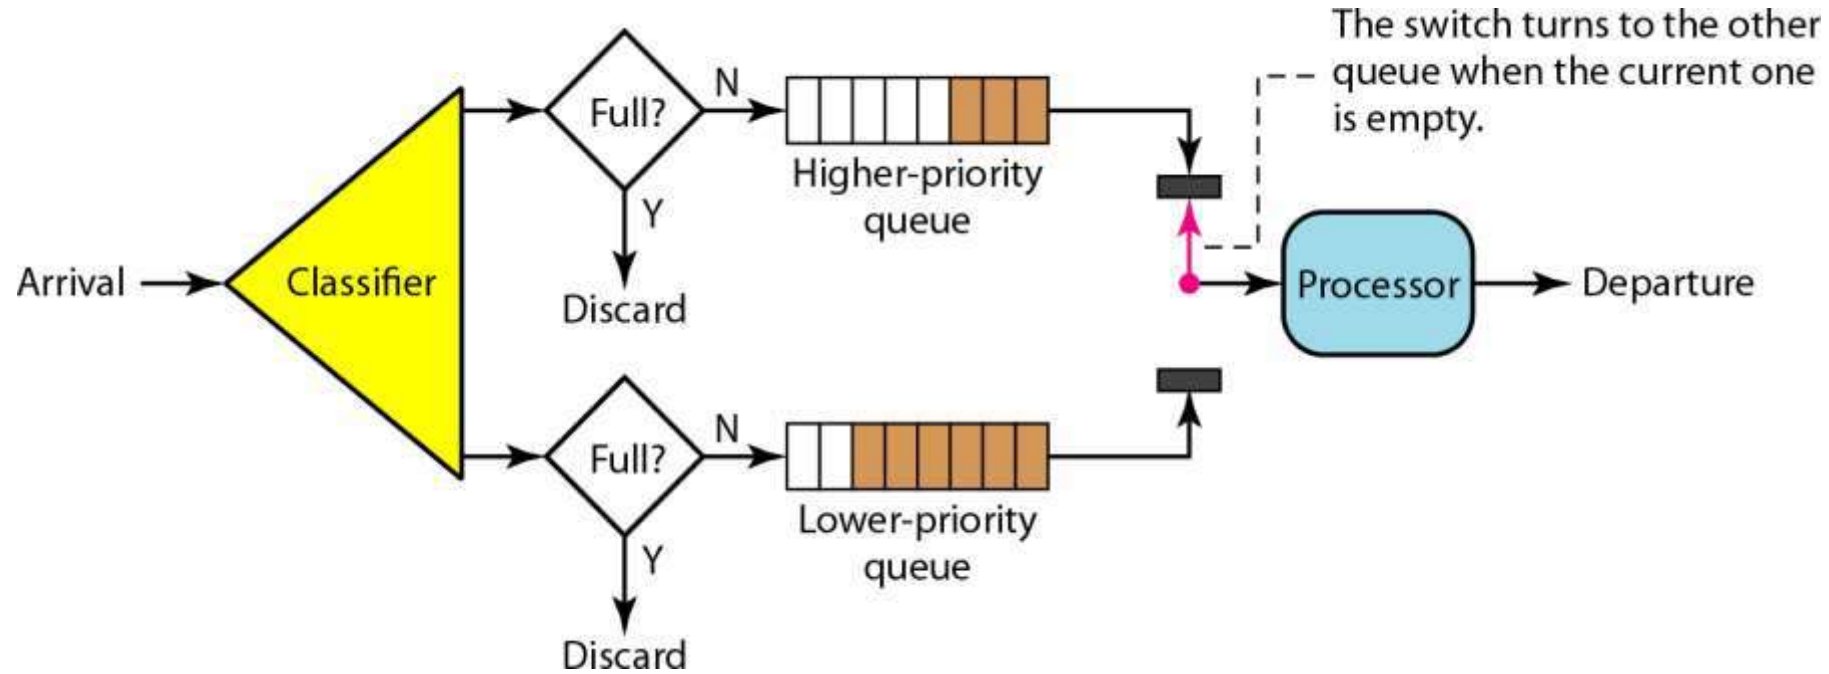 The switch turns to the other
queue when the current one
is empty.
Full?
N
Y
Discard
Higher-priority
queue
Arrival
Classifier
Processor
Departure
Full?
N
Y
Discard
Lower-priority
queue